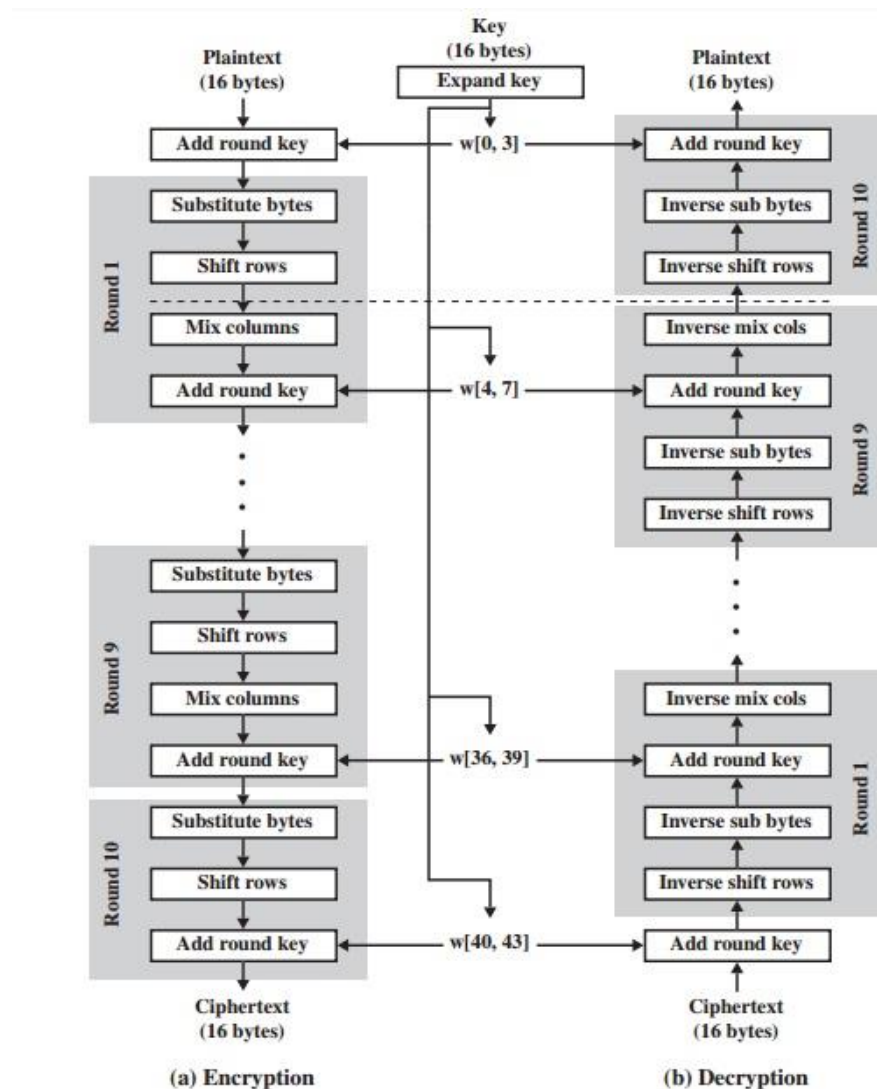 Key
(16 bytes)
Expand key
Plaintext
(16 bytes)
Add round key
Round 1
Substitute bytes
Shift rows
Mix columns
Add round key
Round 9
Substitute bytes
Shift rows
Mix columns
Add round key
Round 10
Substitute bytes
Shift rows
Add round key
Ciphertext
(16 bytes)
(a) Encryption
w[0, 3]
w[4, 7]
w[36, 39]
w[40, 43]
Plaintext
(16 bytes)
Add round key
Inverse sub bytes
Inverse shift rows
Round 10
Inverse mix cols
Add round key
Inverse sub bytes
Inverse shift rows
Round 9
Inverse mix cols
Add round key
Inverse sub bytes
Inverse shift rows
Round 1
Add round key
Ciphertext
(16 bytes)
(b) Decryption